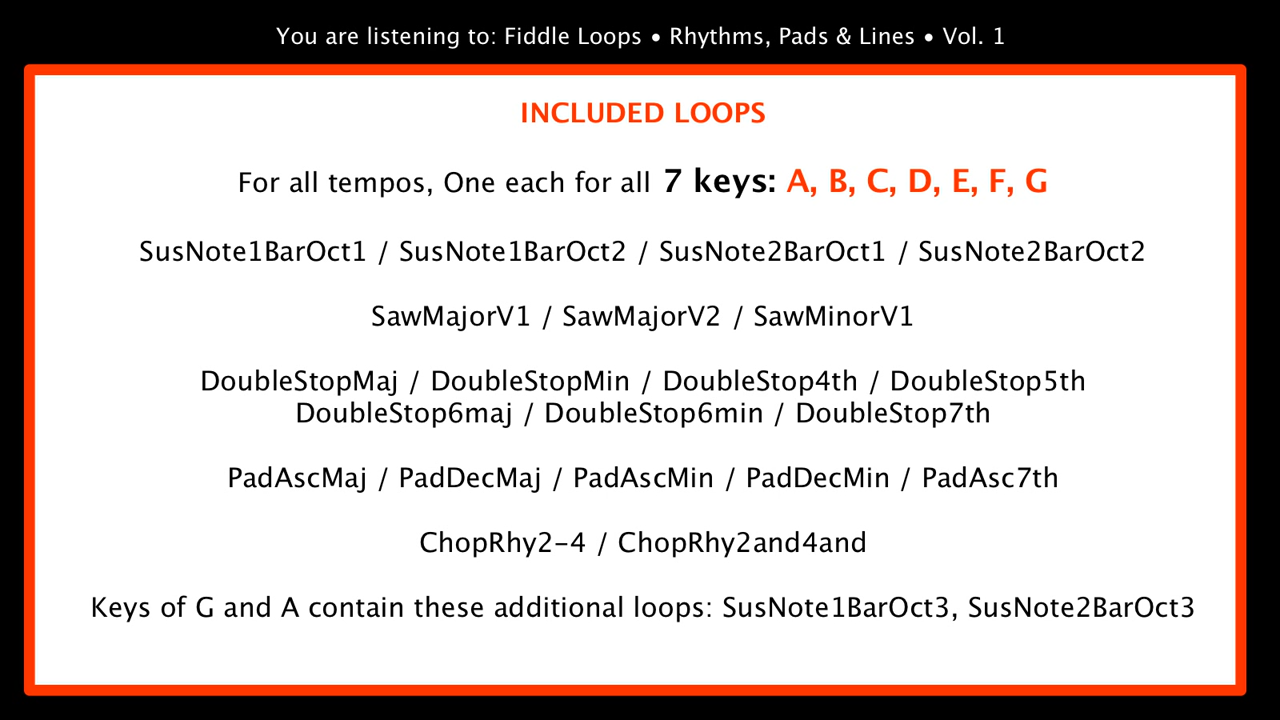 You are listening to: Fiddle Loops • Rhythms, Pads & Lines • Vol. 1
INCLUDED LOOPS
For all tempos, One each for all 7 keys: A, B, C, D, E, F, G
SusNote1BarOct1 / SusNote1BarOct2 / SusNote2BarOct1 / SusNote2BarOct2
SawMajorV1 / SawMajorV2 / SawMinorV1
DoubleStopMaj / DoubleStopMin / DoubleStop4th / DoubleStop5th
DoubleStop6maj / DoubleStop6min / DoubleStop7th
PadAscMaj / PadDecMaj / PadAscMin / PadDecMin / PadAsc7th
ChopRhy2-4 / ChopRhy2and4and
Keys of G and A contain these additional loops: SusNote1BarOct3, SusNote2BarOct3